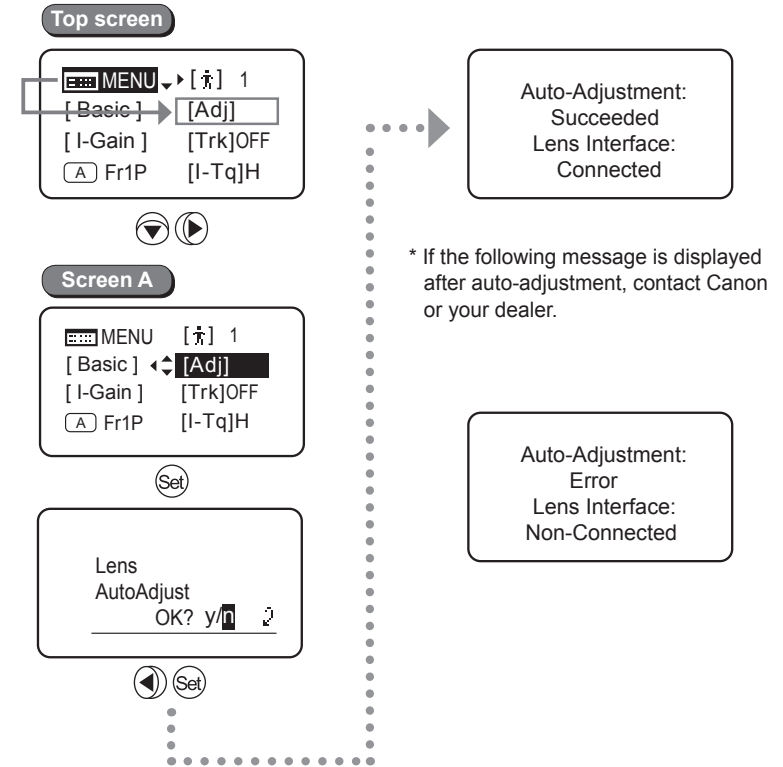 Top screen
MENU [ ] 1
[ Basic ] [Adj]
[ I-Gain ] [Trk]OFF
A Fr1P [I-Tq]H
Screen A
MENU [ ] 1
[ Basic ] [Adj]
[ I-Gain ] [Trk]OFF
A Fr1P [I-Tq]H
Set
Lens
AutoAdjust
OK? y/n
Set
Auto-Adjustment:
Succeeded
Lens Interface:
Connected
* If the following message is displayed
after auto-adjustment, contact Canon
or your dealer.
Auto-Adjustment:
Error
Lens Interface:
Non-Connected